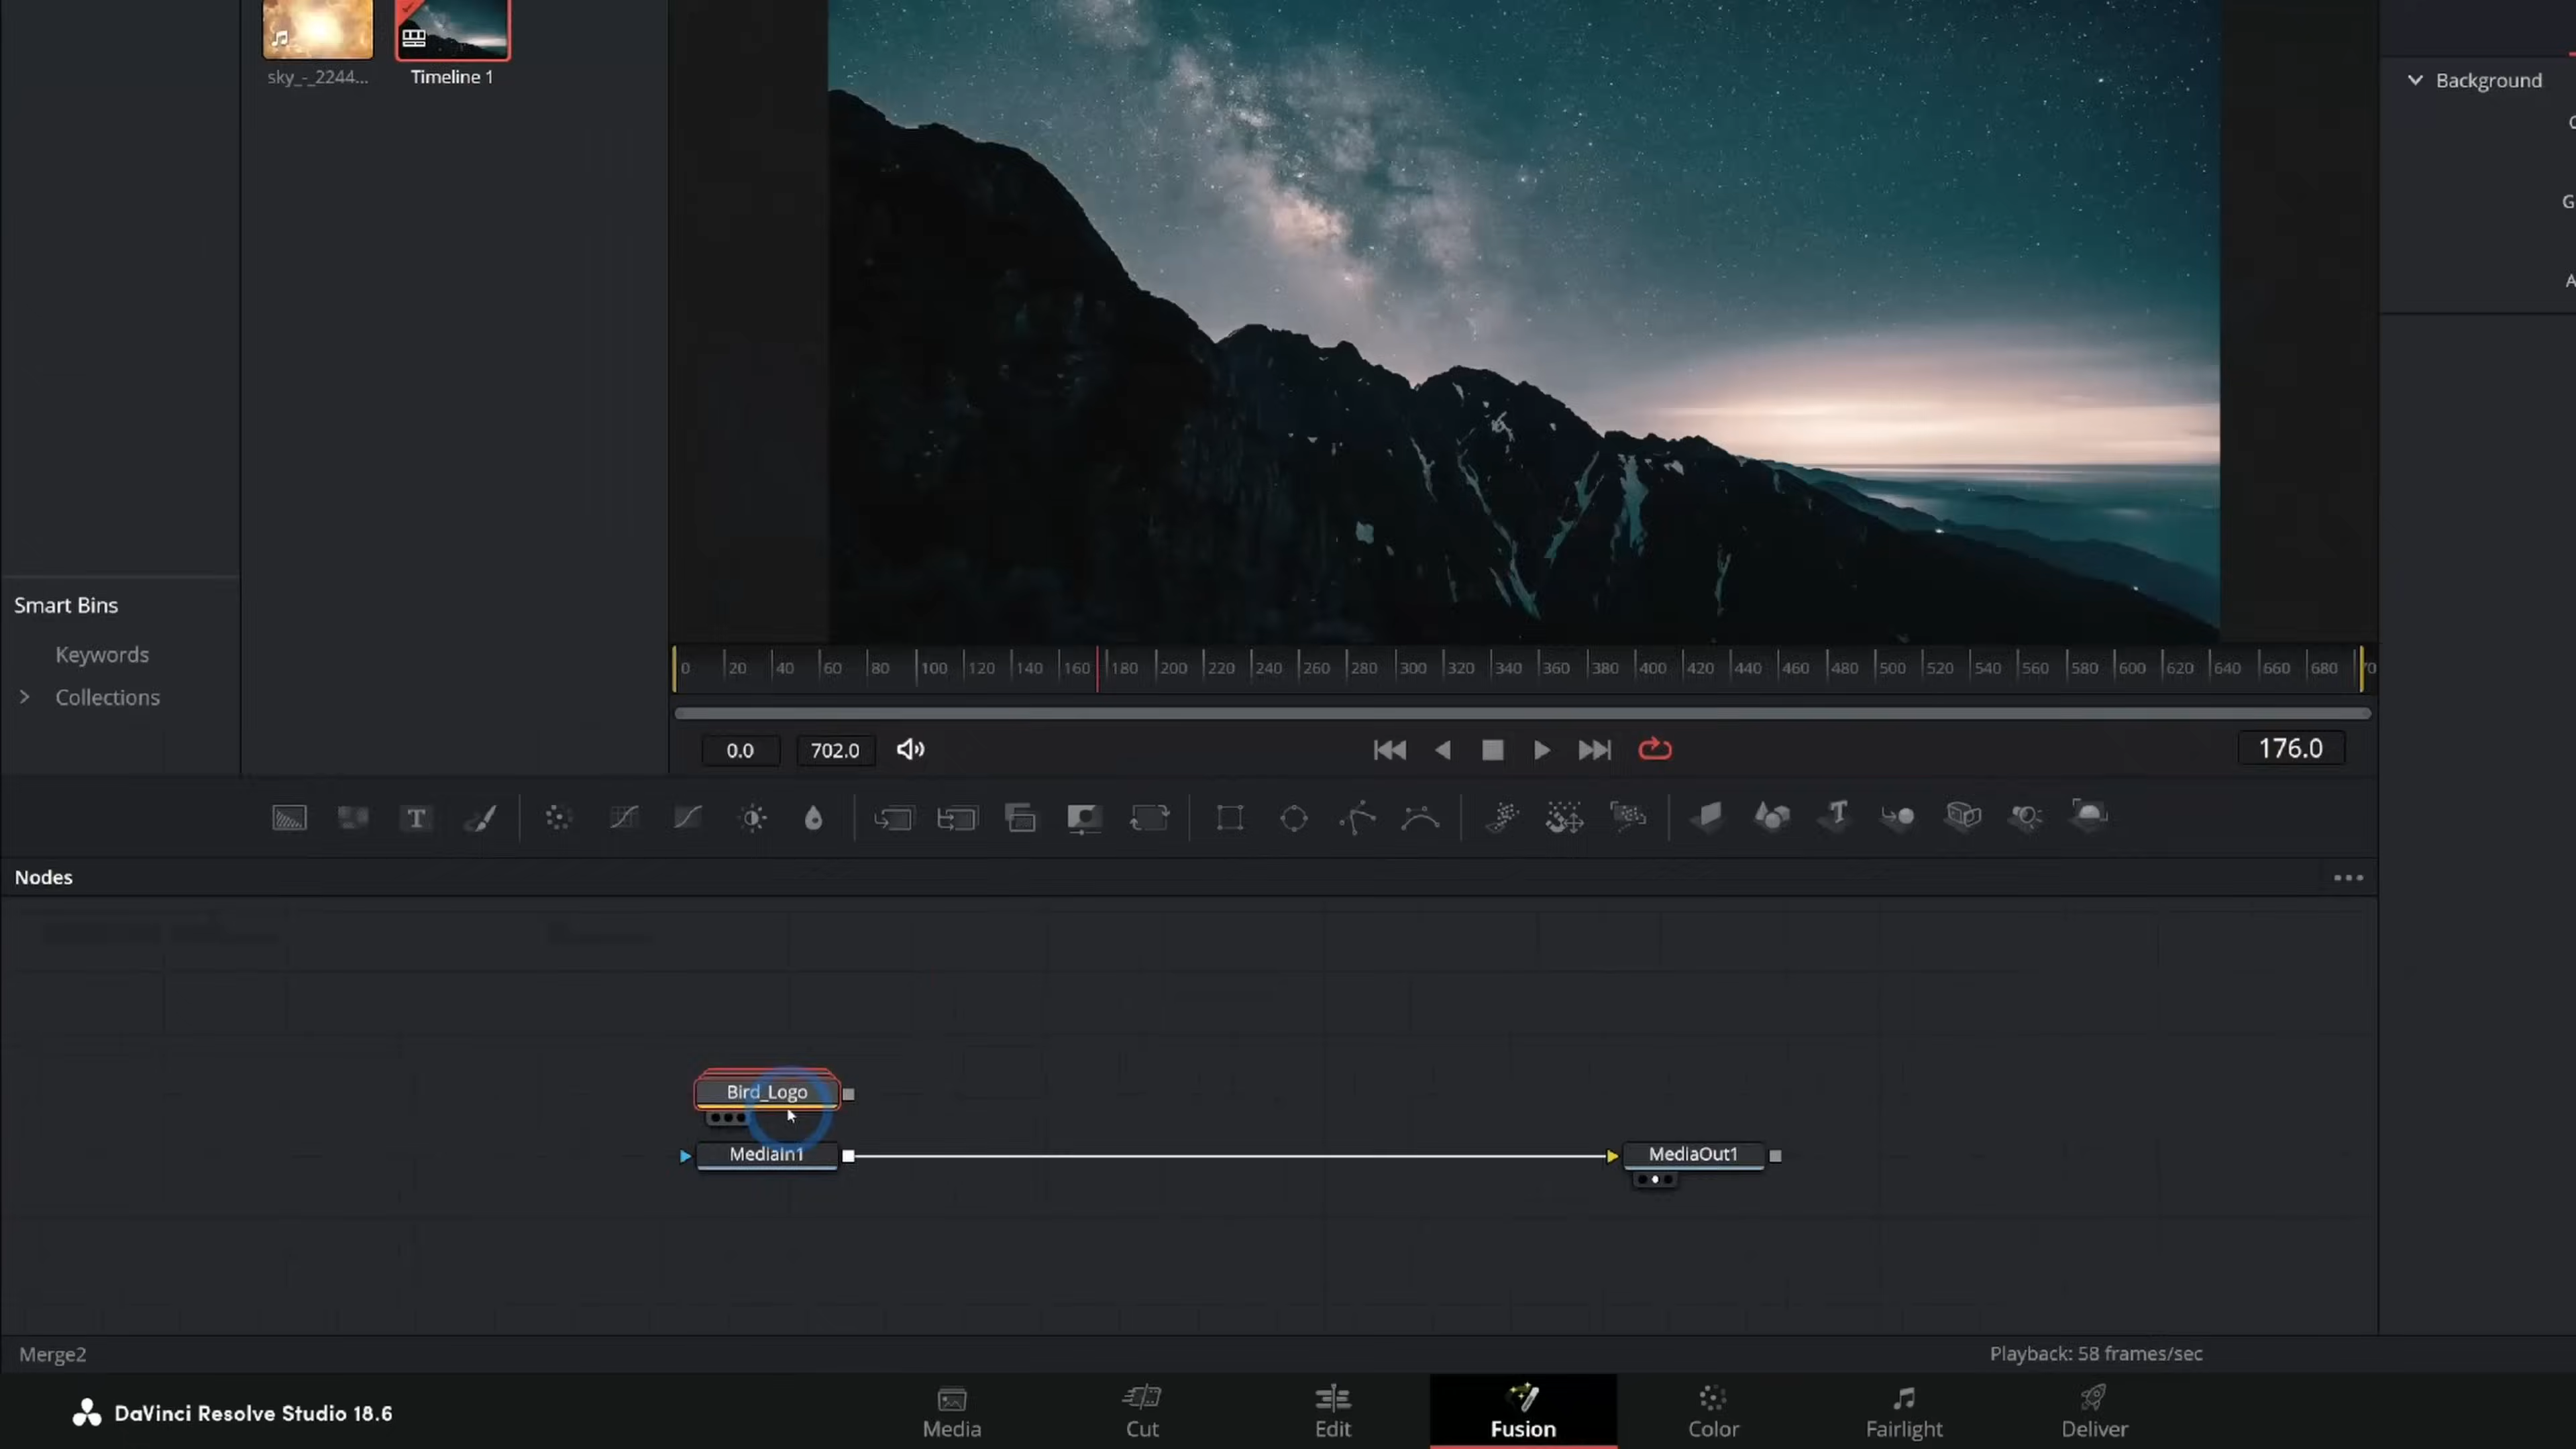 sky_-_2244...
Timeline 1
Background
Smart Bins
Keywords
Collections
0 20 40 60 80 100 120 140 160 180 200 220 240 260 280 300 320 340 360 380 400 420 440 460 480 500 520 540 560 580 600 620 640 660 680
0.0
702.0
176.0
T
T
Nodes
Bird_Logo
MediaIn1
MediaOut1
Merge2
Playback: 58 frames/sec
DaVinci Resolve Studio 18.6
Media
Cut
Edit
Fusion
Color
Fairlight
Deliver